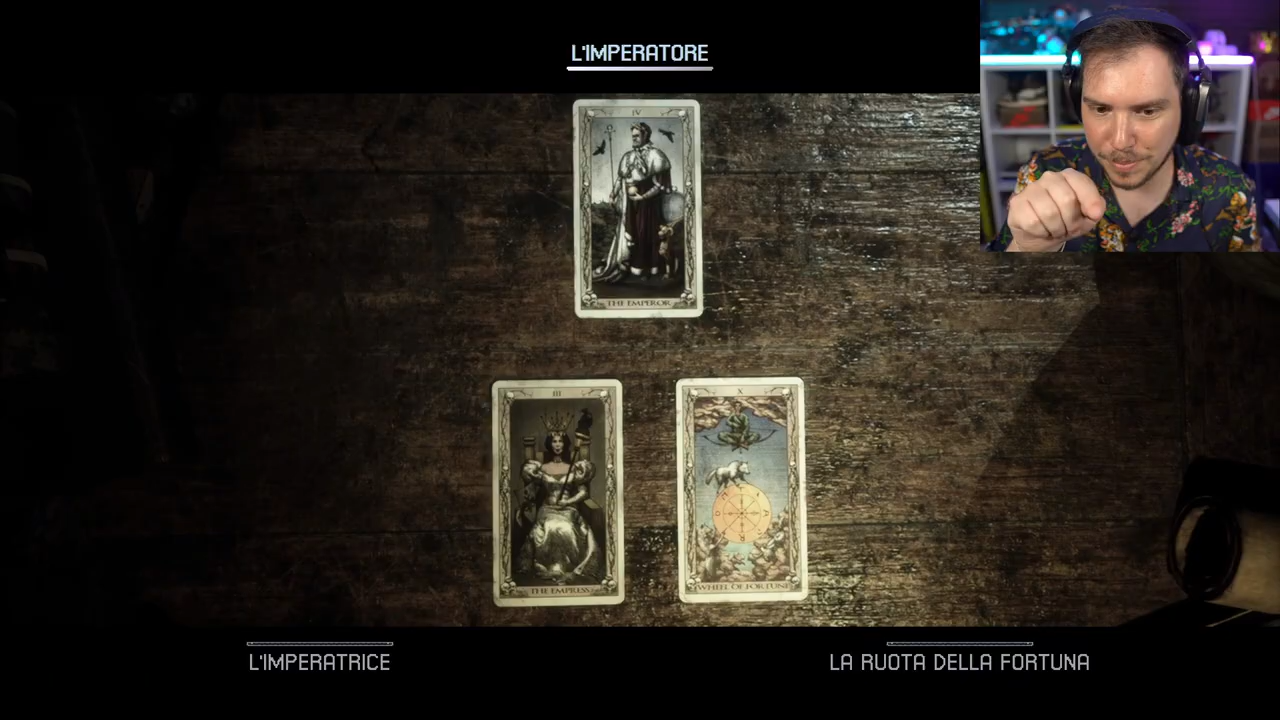 L'IMPERATORE
IV
THE EMPEROR
III
X
THE EMPRESS
WHEEL OF FORTUNE
L'IMPERATRICE
LA RUOTA DELLA FORTUNA